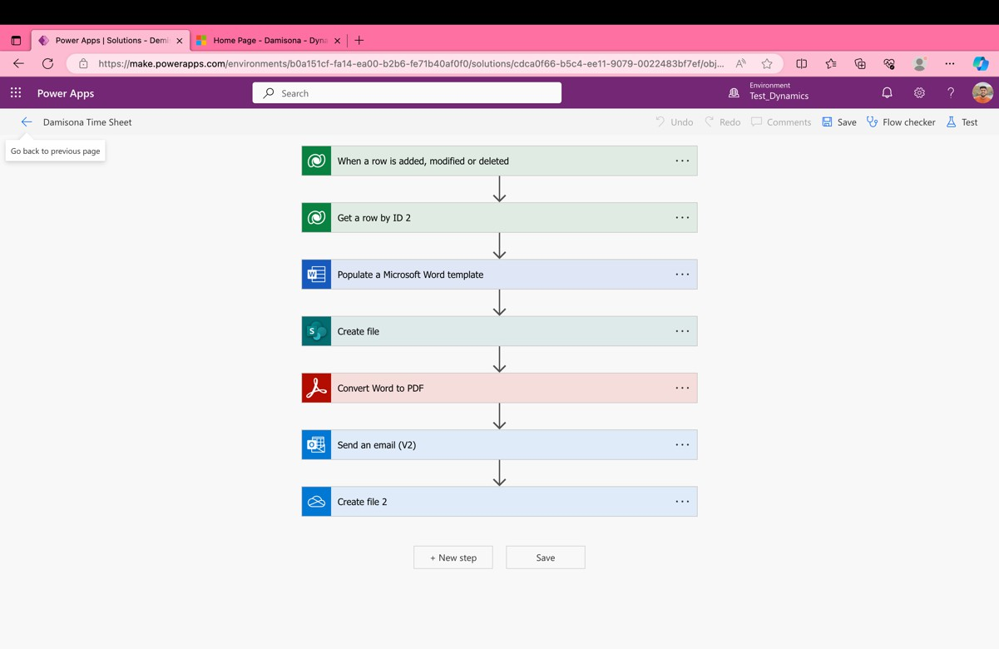 Power Apps | Solutions - Demi
Home Page - Damisona - Dyna
https://make.powerapps.com/environments/b0a151cf-fa14-ea00-b2b6-fe71b40af0f0/solutions/cdca0f66-b5c4-ee11-9079-0022483bf7ef/obj...
Power Apps
Search
Environment
Test_Dynamics
Damisona Time Sheet
Undo
Redo
Comments
Save
Flow checker
Test
Go back to previous page
When a row is added, modified or deleted
Get a row by ID 2
Populate a Microsoft Word template
Create file
Convert Word to PDF
Send an email (V2)
Create file 2
+ New step
Save